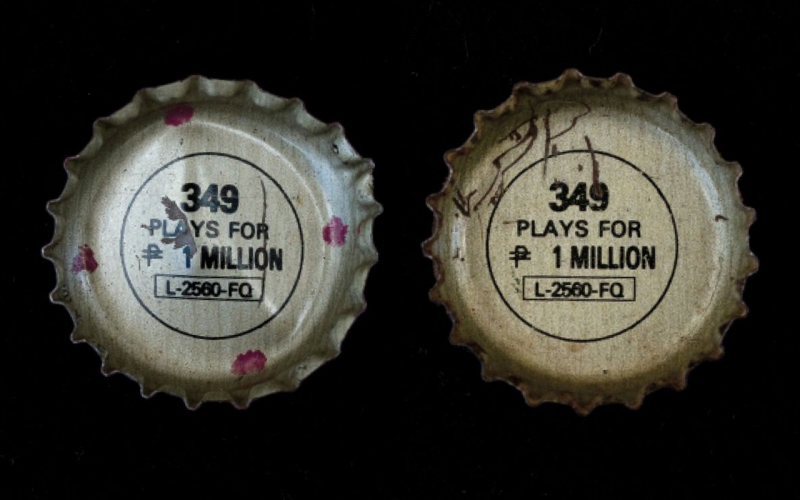 349
PLAYS FOR
₱ 1 MILLION
L-2560-FQ
349
PLAYS FOR
₱ 1 MILLION
L-2560-FQ